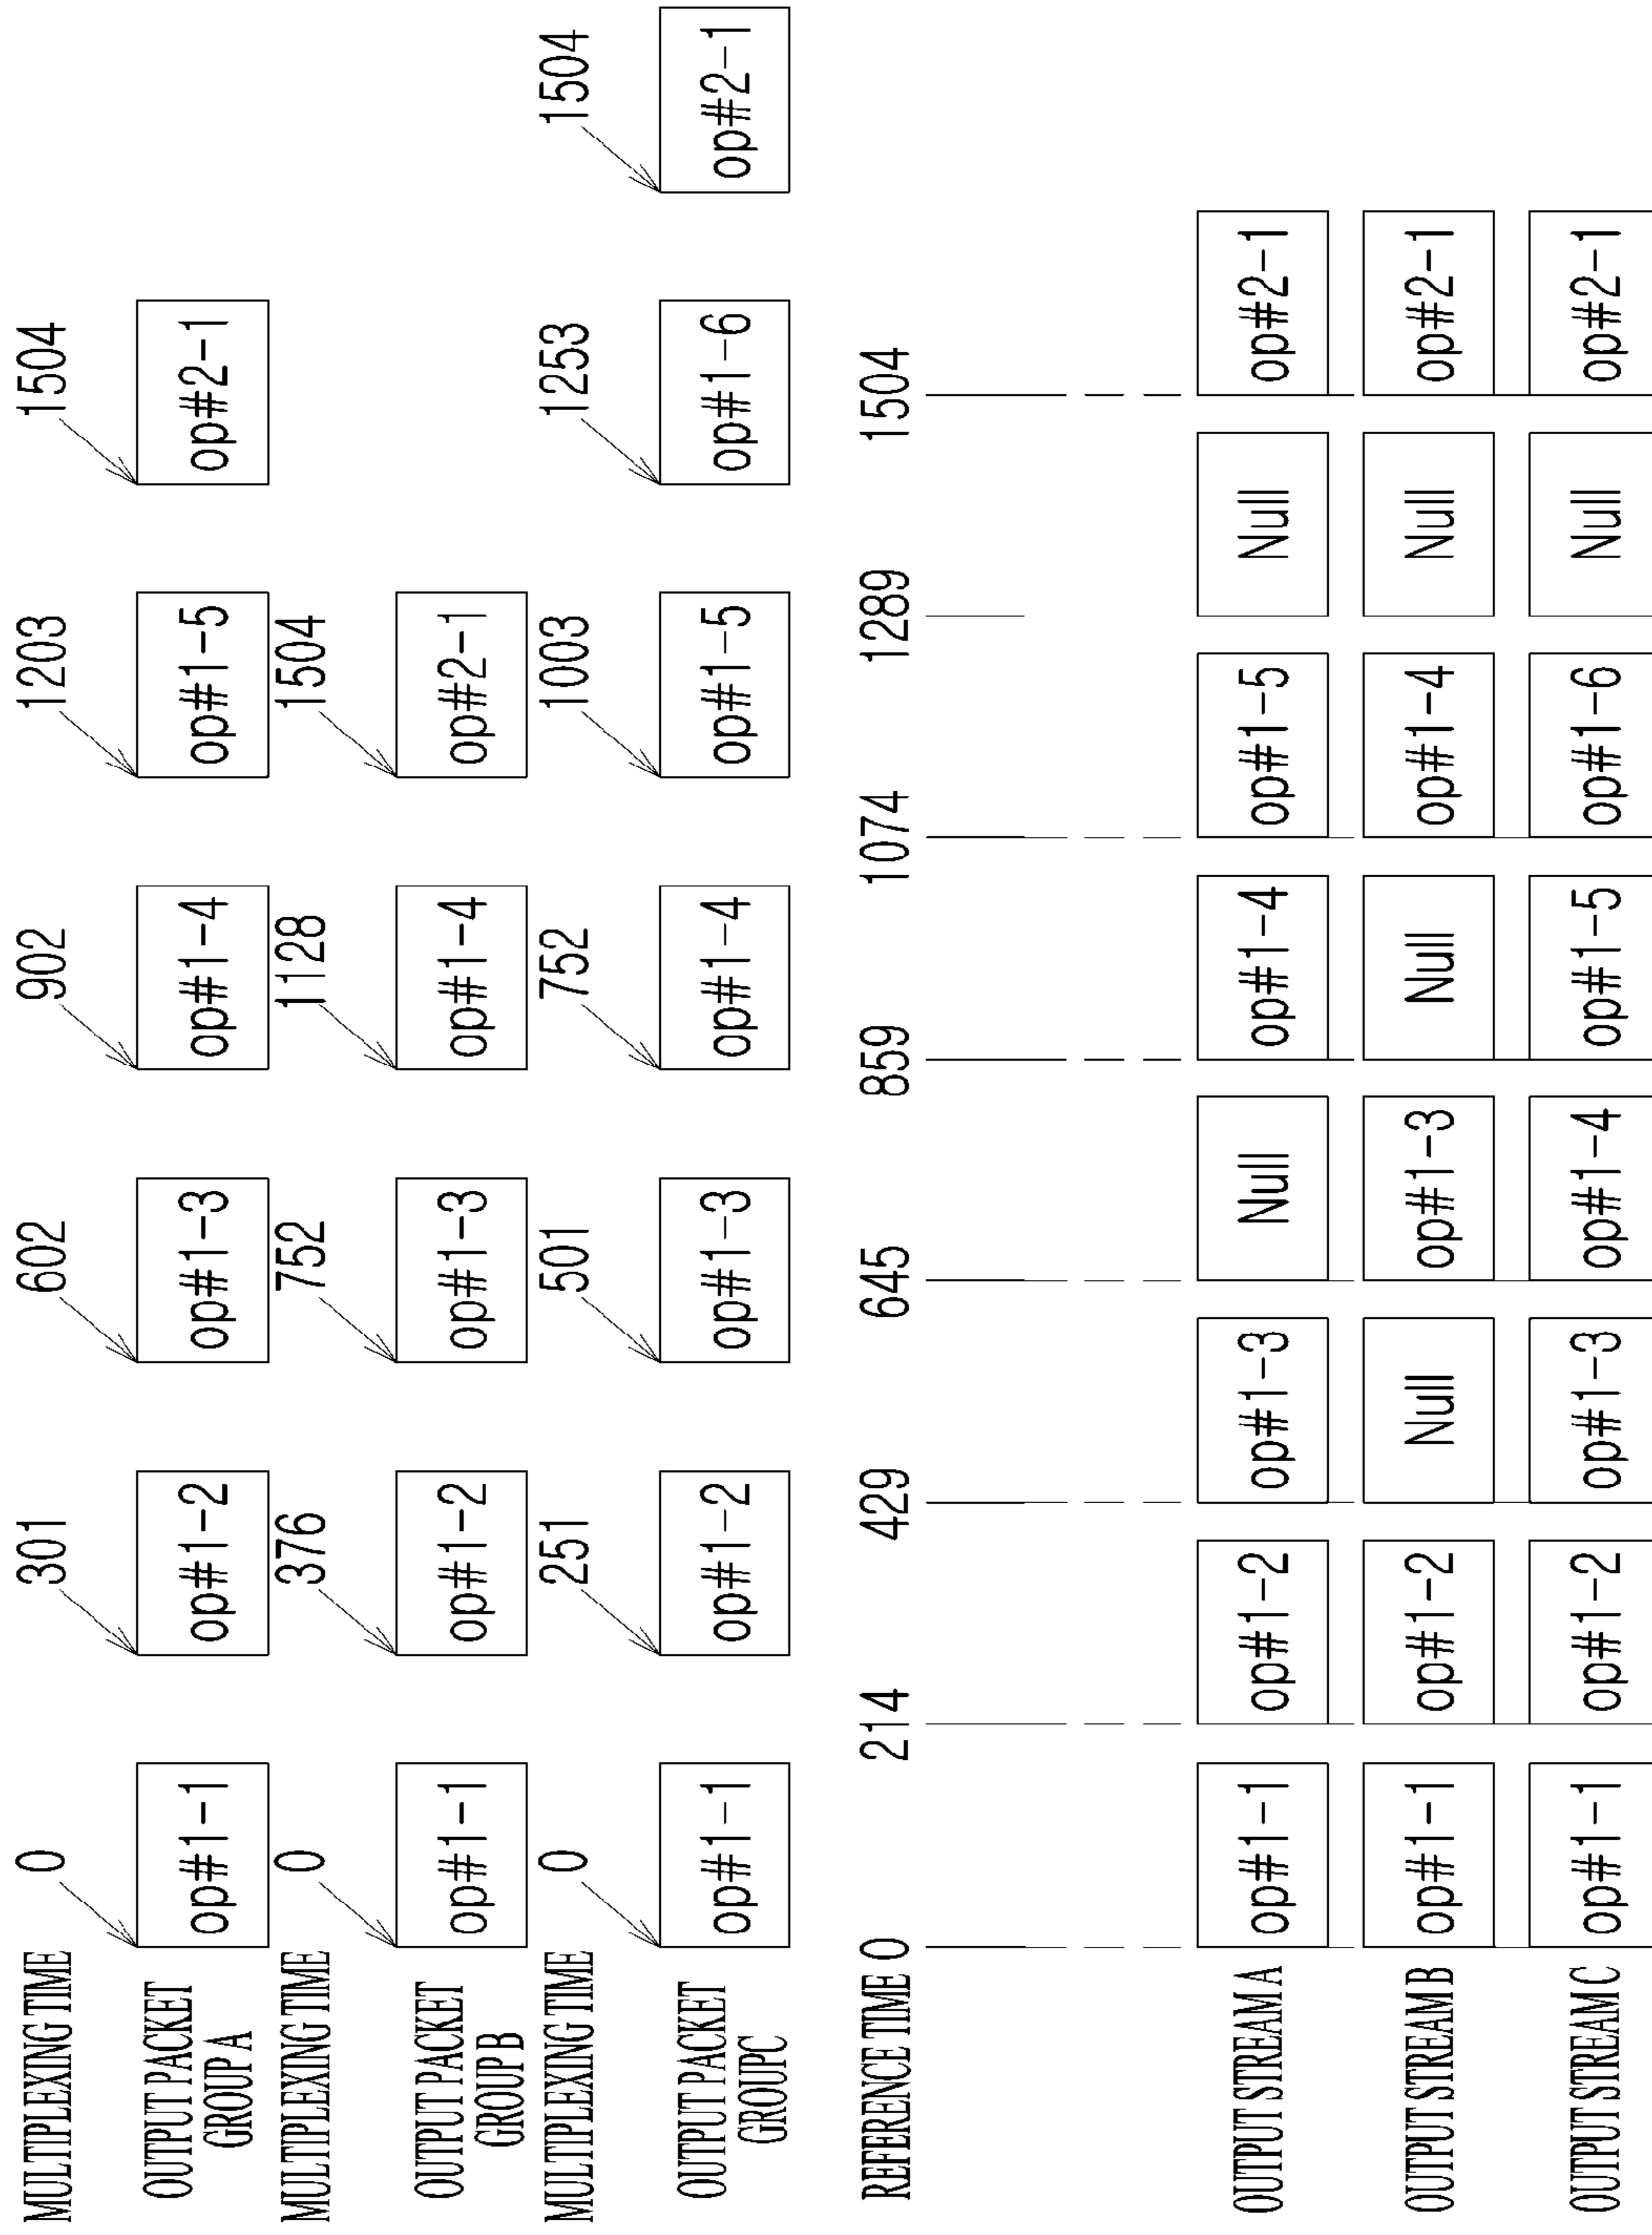 MULTIPLEXING TIME 0 301 602 902 1203 1504
OUTPUT PACKET
GROUP A
op#1-1 op#1-2 op#1-3 op#1-4 op#1-5 op#2-1
MULTIPLEXING TIME 0 376 752 1128 1504
OUTPUT PACKET
GROUP B
op#1-1 op#1-2 op#1-3 op#1-4 op#2-1
MULTIPLEXING TIME 0 251 501 752 1003 1253 1504
OUTPUT PACKET
GROUPC
op#1-1 op#1-2 op#1-3 op#1-4 op#1-5 op#1-6 op#2-1
REFERENCE TIME 0 214 429 645 859 1074 1289 1504
OUTPUT STREAM A op#1-1 op#1-2 op#1-3 Null op#1-4 op#1-5 Null op#2-1
OUTPUT STREAM B op#1-1 op#1-2 Null op#1-3 Null op#1-4 Null op#2-1
OUTPUT STREAM C op#1-1 op#1-2 op#1-3 op#1-4 op#1-5 op#1-6 Null op#2-1